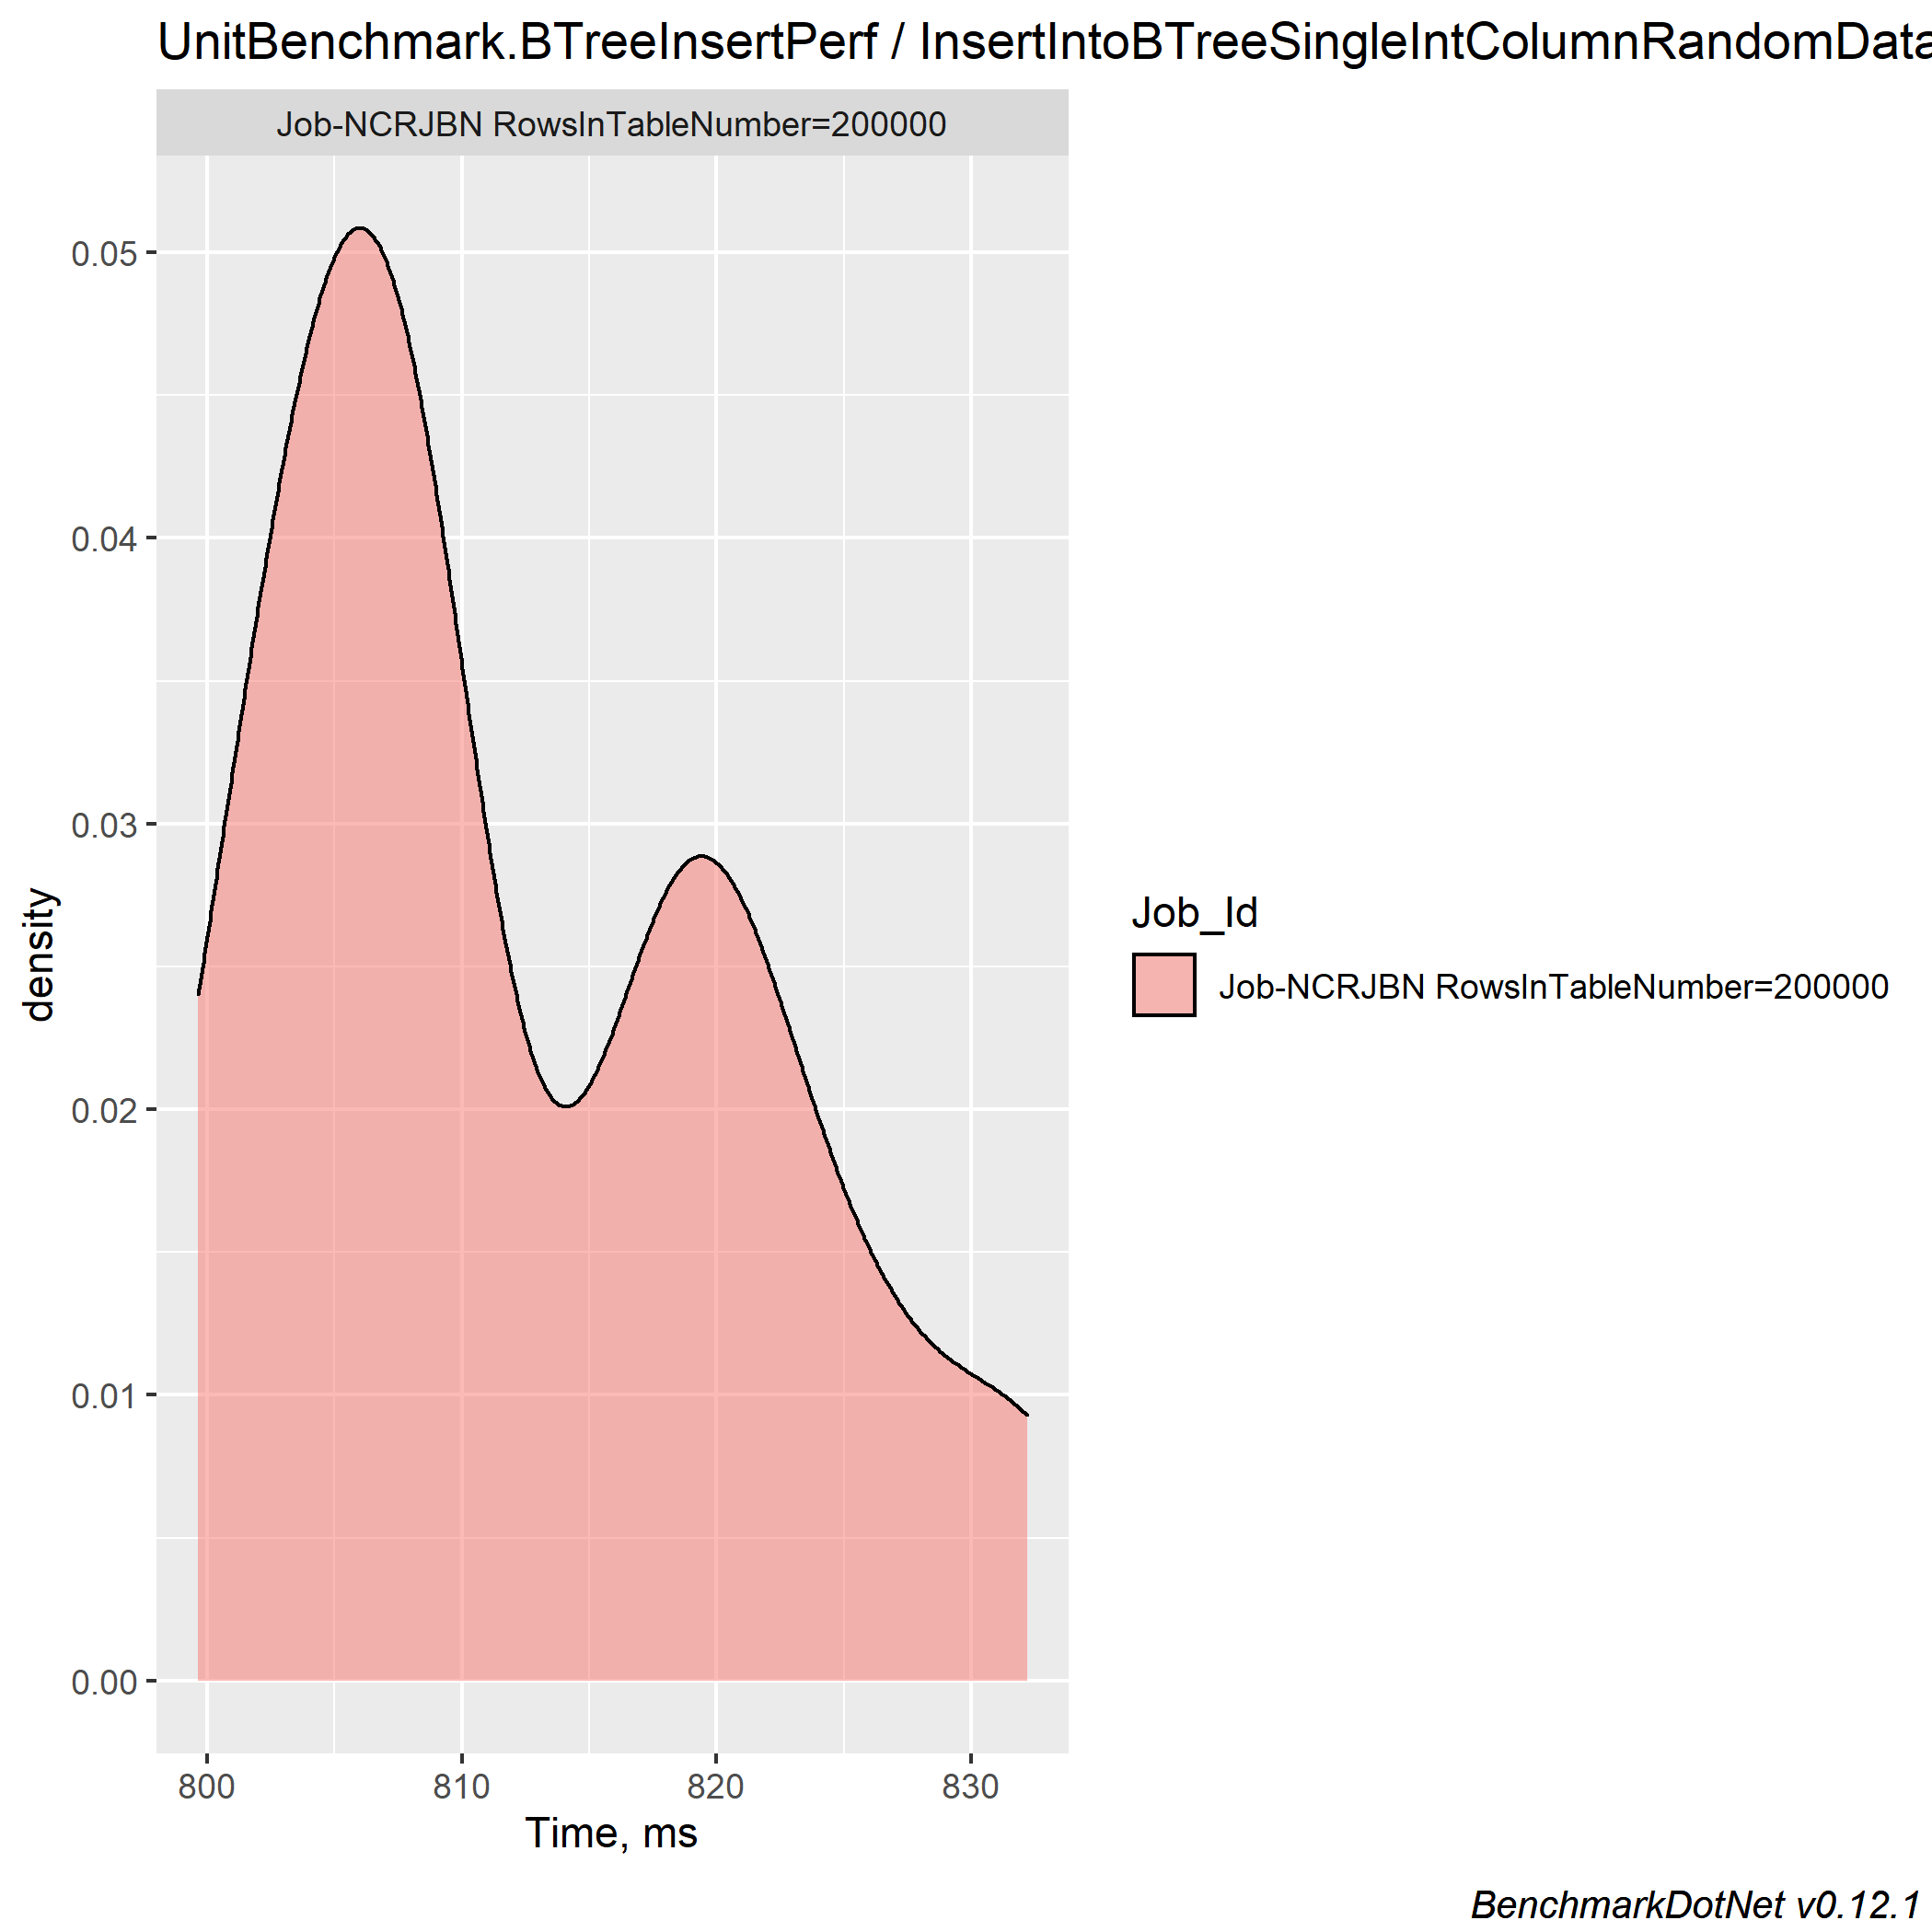 UnitBenchmark.BTreeInsertPerf / InsertIntoBTreeSingleIntColumnRandomData
Job-NCRJBN RowsInTableNumber=200000
0.05
0.04
0.03
0.02
0.01
0.00
density
800 810 820 830
Time, ms
Job_Id
Job-NCRJBN RowsInTableNumber=200000
BenchmarkDotNet v0.12.1